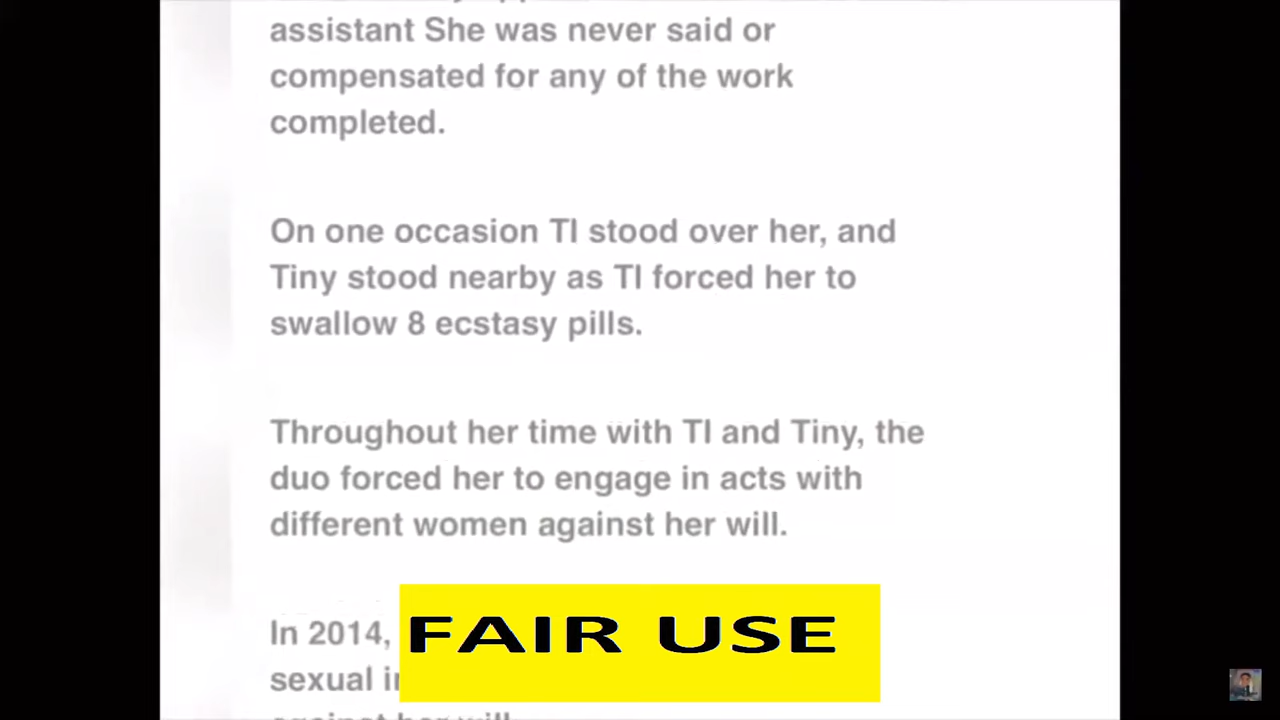 assistant She was never said or
compensated for any of the work
completed.
On one occasion TI stood over her, and
Tiny stood nearby as TI forced her to
swallow 8 ecstasy pills.
Throughout her time with TI and Tiny, the
duo forced her to engage in acts with
different women against her will.
In 2014,
sexual
against her will
FAIR USE